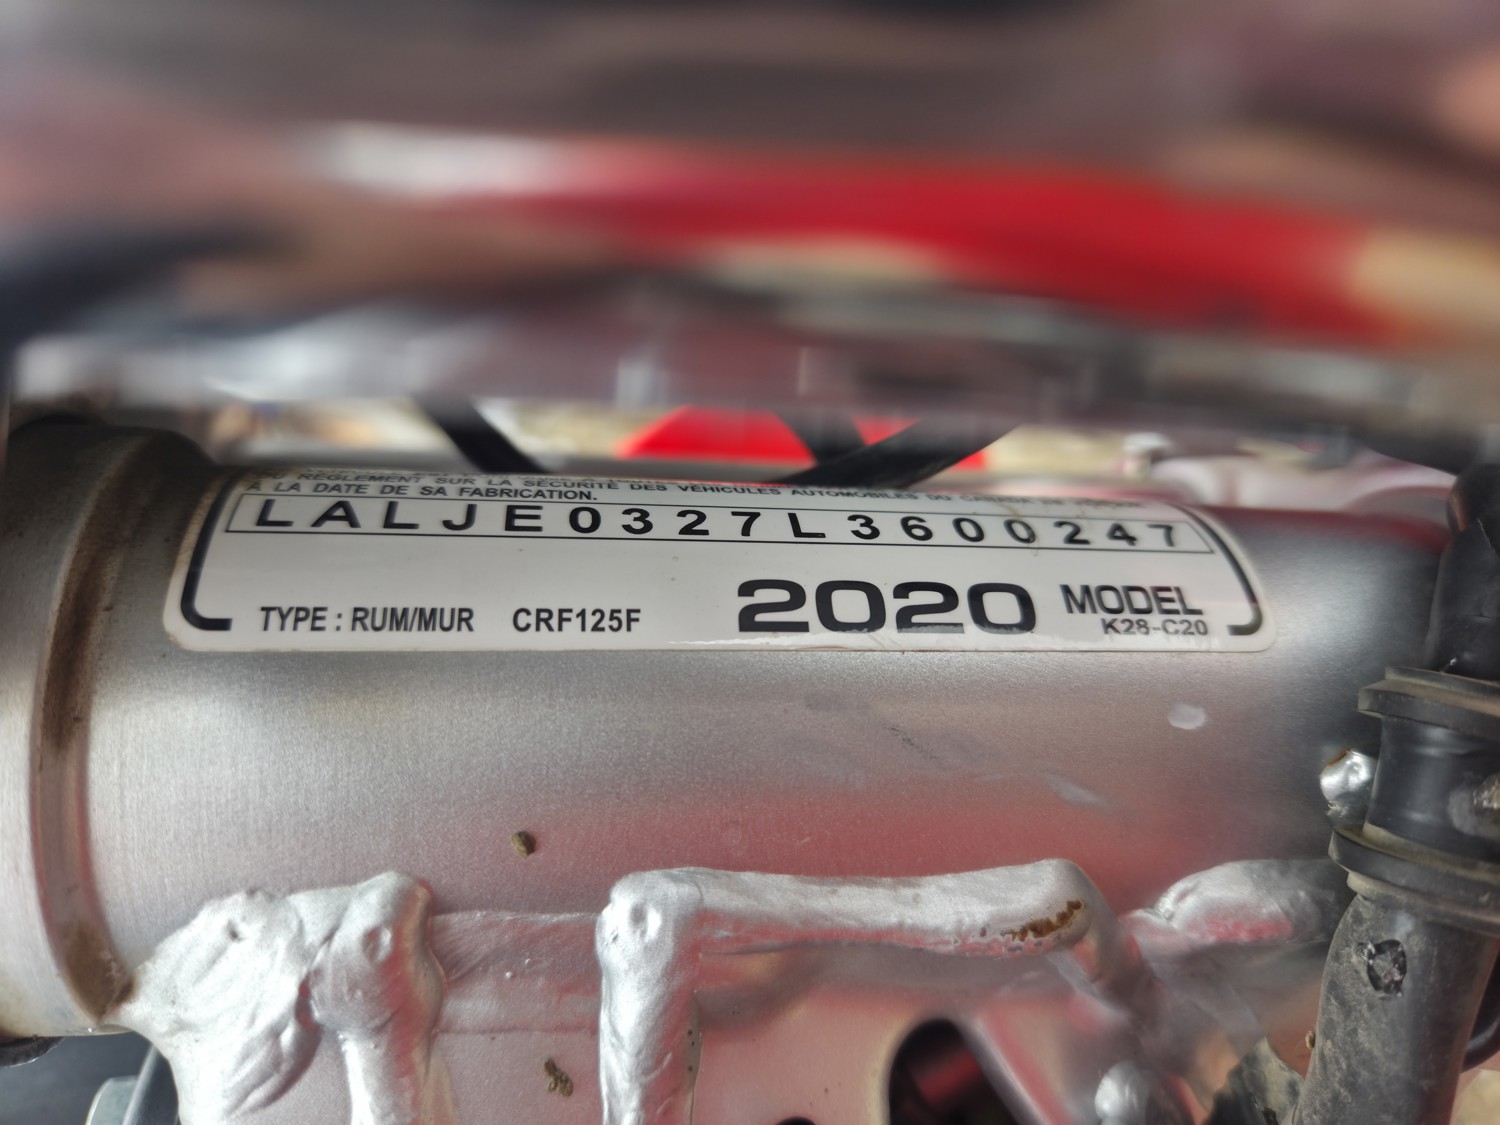 RÈGLEMENT SUR LA SÉCURITÉ DES VÉHICULES AUTOMOBILES DU
À LA DATE DE SA FABRICATION.
LALJE0327L3600247
TYPE : RUM/MUR CRF125F 2020 MODEL
K28-C20